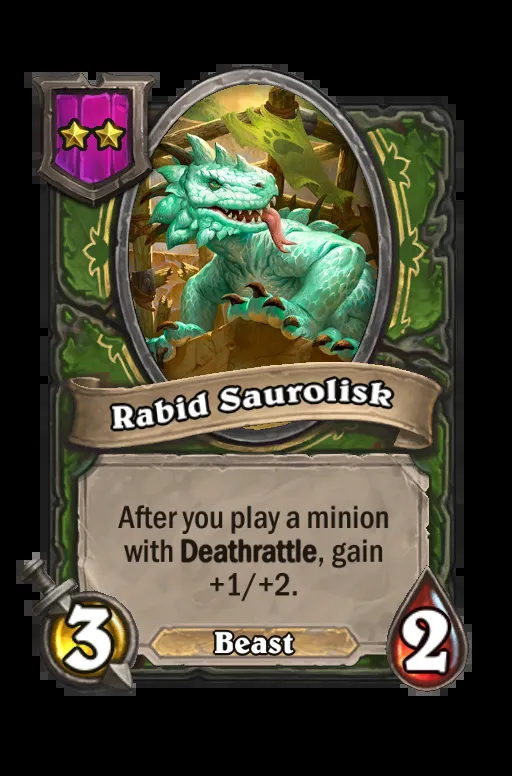 Rabid Saurolisk
After you play a minion
with Deathrattle, gain
+1/+2.
3
Beast
2